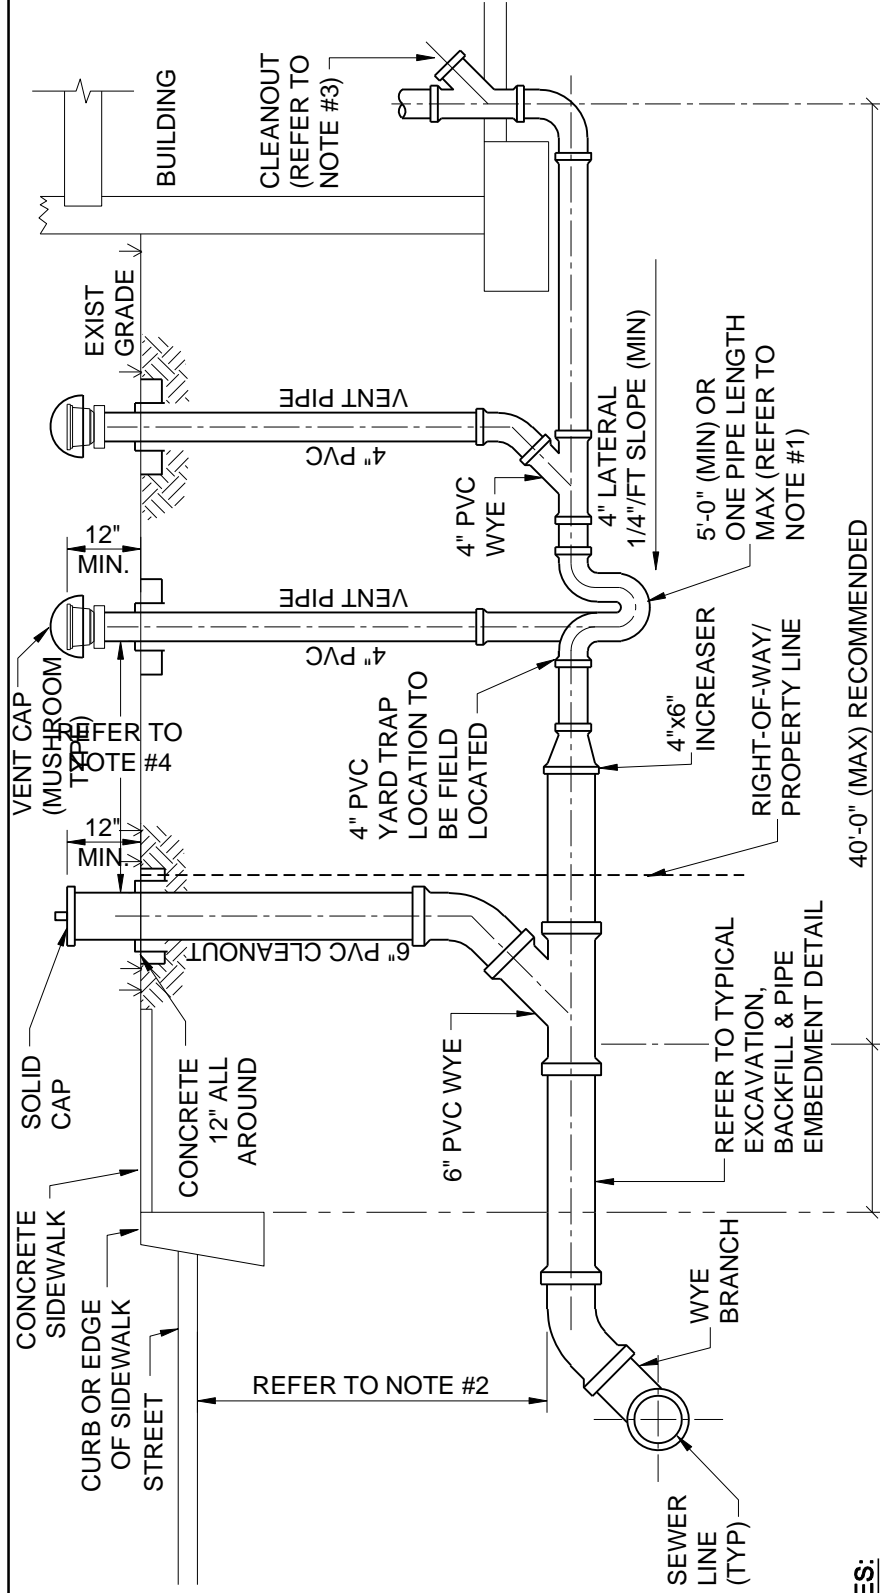 BUILDING
CLEANOUT
(REFER TO
NOTE #3)
EXIST
GRADE
4" PVC
VENT PIPE
4" PVC
WYE
4" LATERAL
1/4"/FT SLOPE (MIN)
5'-0" (MIN) OR
ONE PIPE LENGTH
MAX (REFER TO
NOTE #1)
12"
MIN.
4" PVC
VENT PIPE
VENT CAP
(MUSHROOM
TYPE)
REFER TO
NOTE #4
4" PVC
YARD TRAP
LOCATION TO
BE FIELD
LOCATED
4"x6"
INCREASER
RIGHT-OF-WAY/
PROPERTY LINE
40'-0" (MAX) RECOMMENDED
12"
MIN.
6" PVC CLEANOUT
SOLID
CAP
CONCRETE
12" ALL
AROUND
6" PVC WYE
REFER TO TYPICAL
EXCAVATION,
BACKFILL & PIPE
EMBEDMENT DETAIL
CONCRETE
SIDEWALK
CURB OR EDGE
OF SIDEWALK
STREET
REFER TO NOTE #2
WYE
BRANCH
SEWER
LINE
(TYP)
ES: